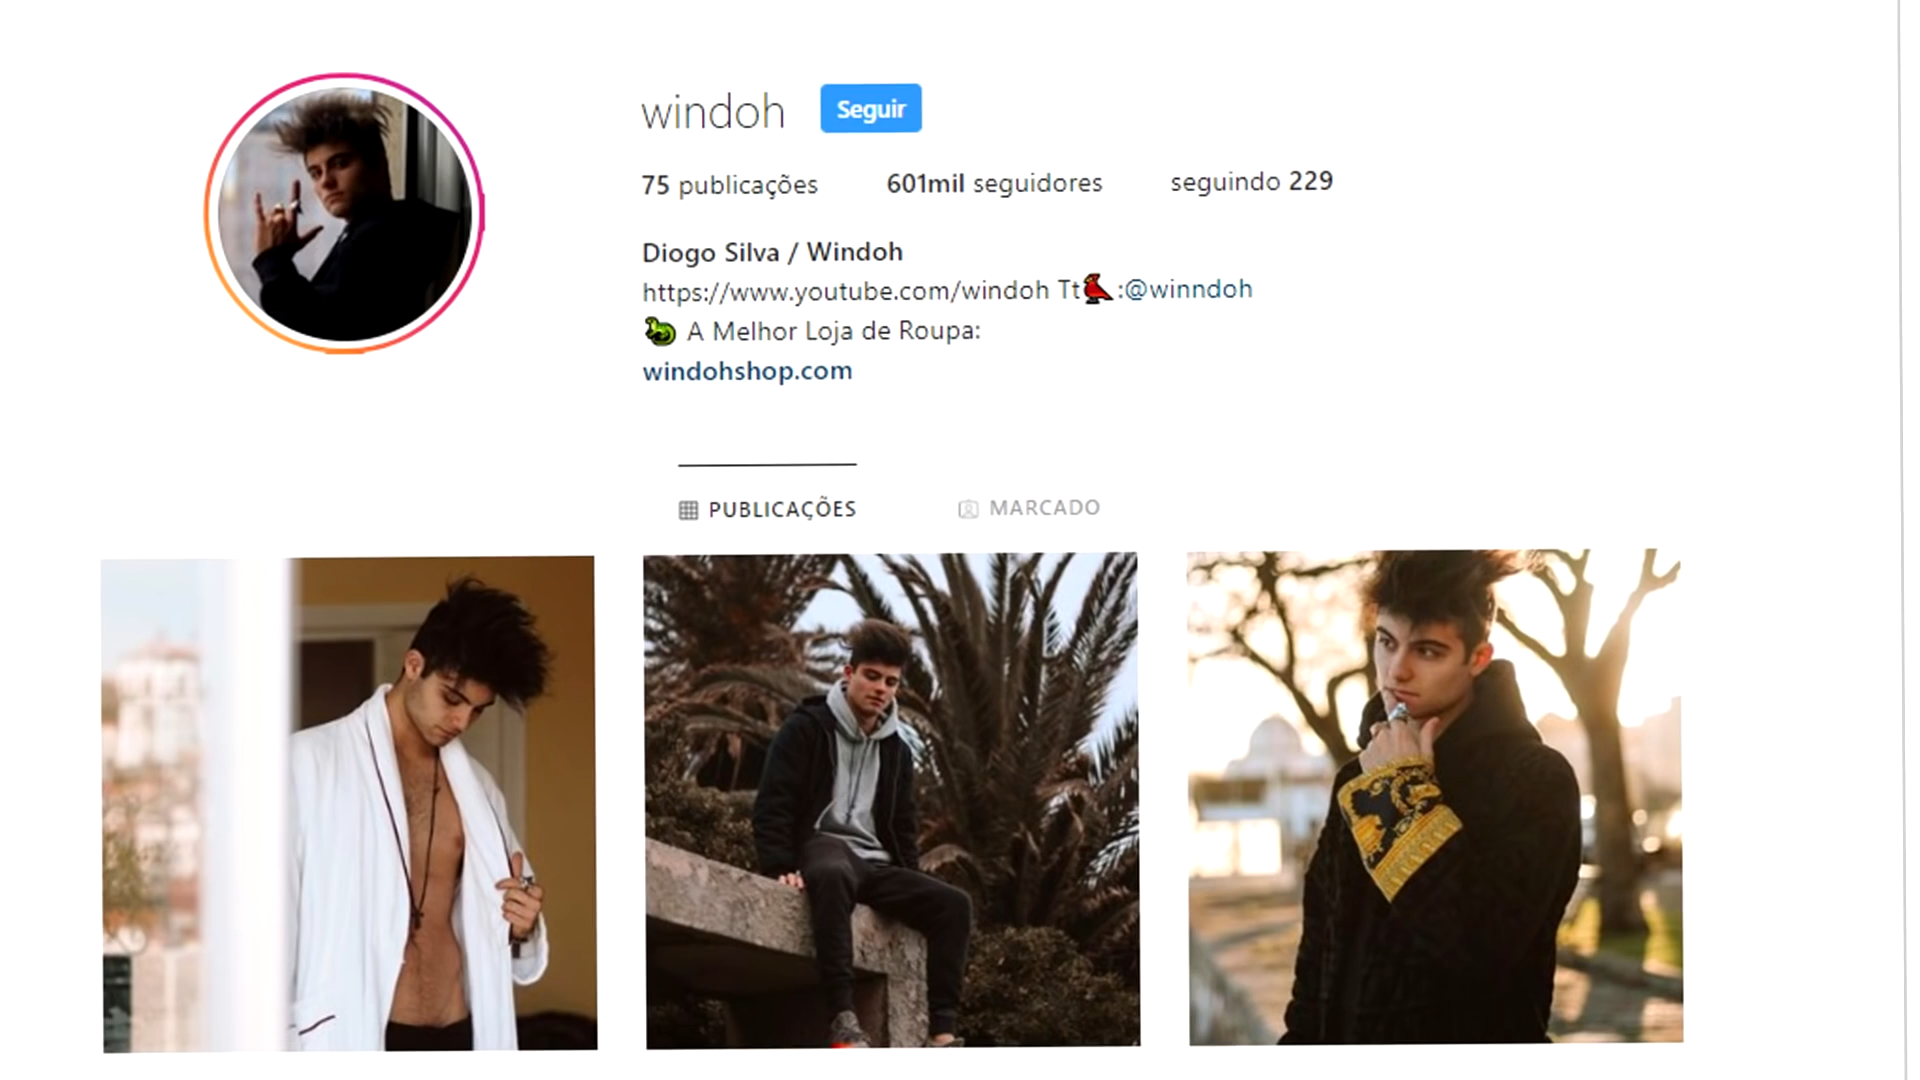 windoh Seguir
75 publicações 601mil seguidores seguindo 229
Diogo Silva / Windoh
https://www.youtube.com/windoh Tt🐦:@winndoh
🐍 A Melhor Loja de Roupa:
windohshop.com
PUBLICAÇÕES MARCADO